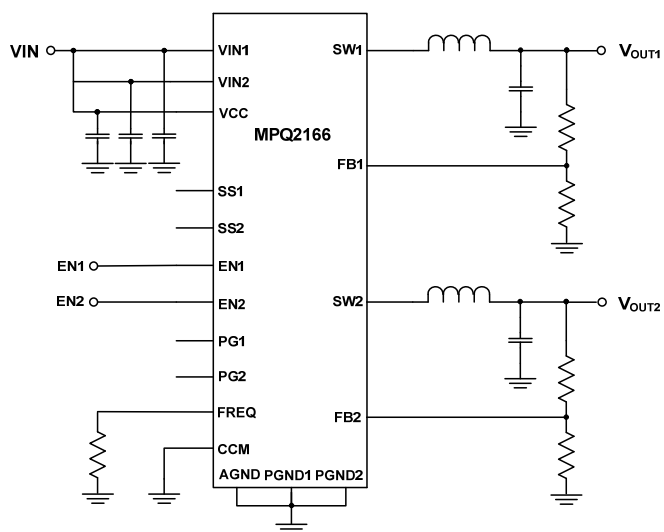 VIN
VIN1
VIN2
VCC
MPQ2166
SW1
VOUT1
FB1
SS1
SS2
EN1
EN1
EN2
EN2
SW2
VOUT2
PG1
PG2
FREQ
FB2
CCM
AGND PGND1 PGND2